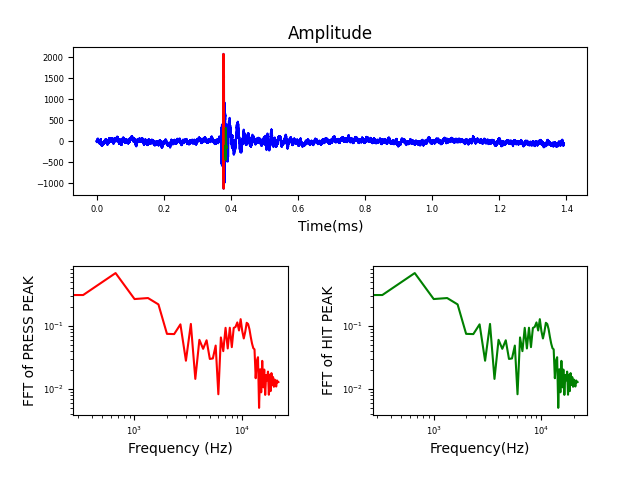 Amplitude
2000
1500
1000
500
0
−500
−1000
0.0 0.2 0.4 0.6 0.8 1.0 1.2 1.4
Time(ms)
FFT of PRESS PEAK
10⁻¹
10⁻²
10³ 10⁴
Frequency (Hz)
FFT of HIT PEAK
10⁻¹
10⁻²
10³ 10⁴
Frequency(Hz)